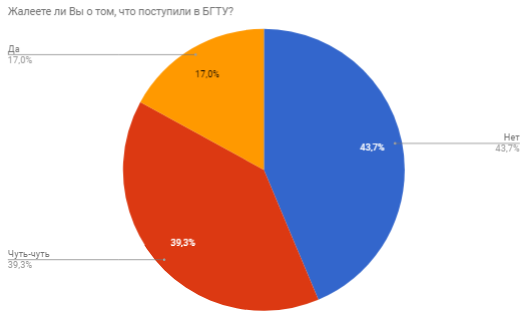 Жалеете ли Вы о том, что поступили в БГТУ?
Да
17,0%
17,0%
Нет
43,7%
43,7%
39,3%
Чуть-чуть
39,3%